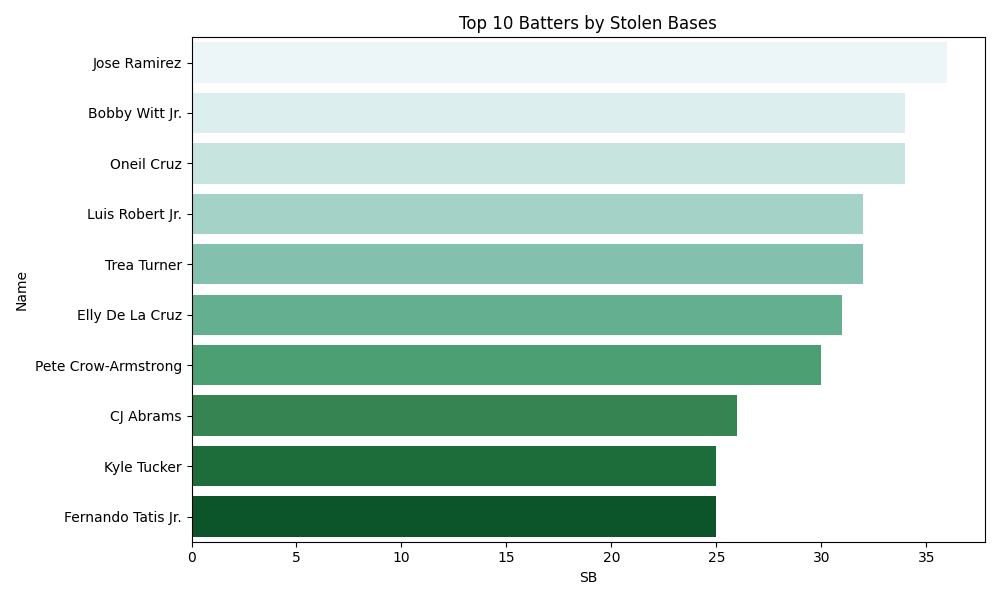 Top 10 Batters by Stolen Bases
Name
Jose Ramirez
Bobby Witt Jr.
Oneil Cruz
Luis Robert Jr.
Trea Turner
Elly De La Cruz
Pete Crow-Armstrong
CJ Abrams
Kyle Tucker
Fernando Tatis Jr.
0 5 10 15 20 25 30 35
SB